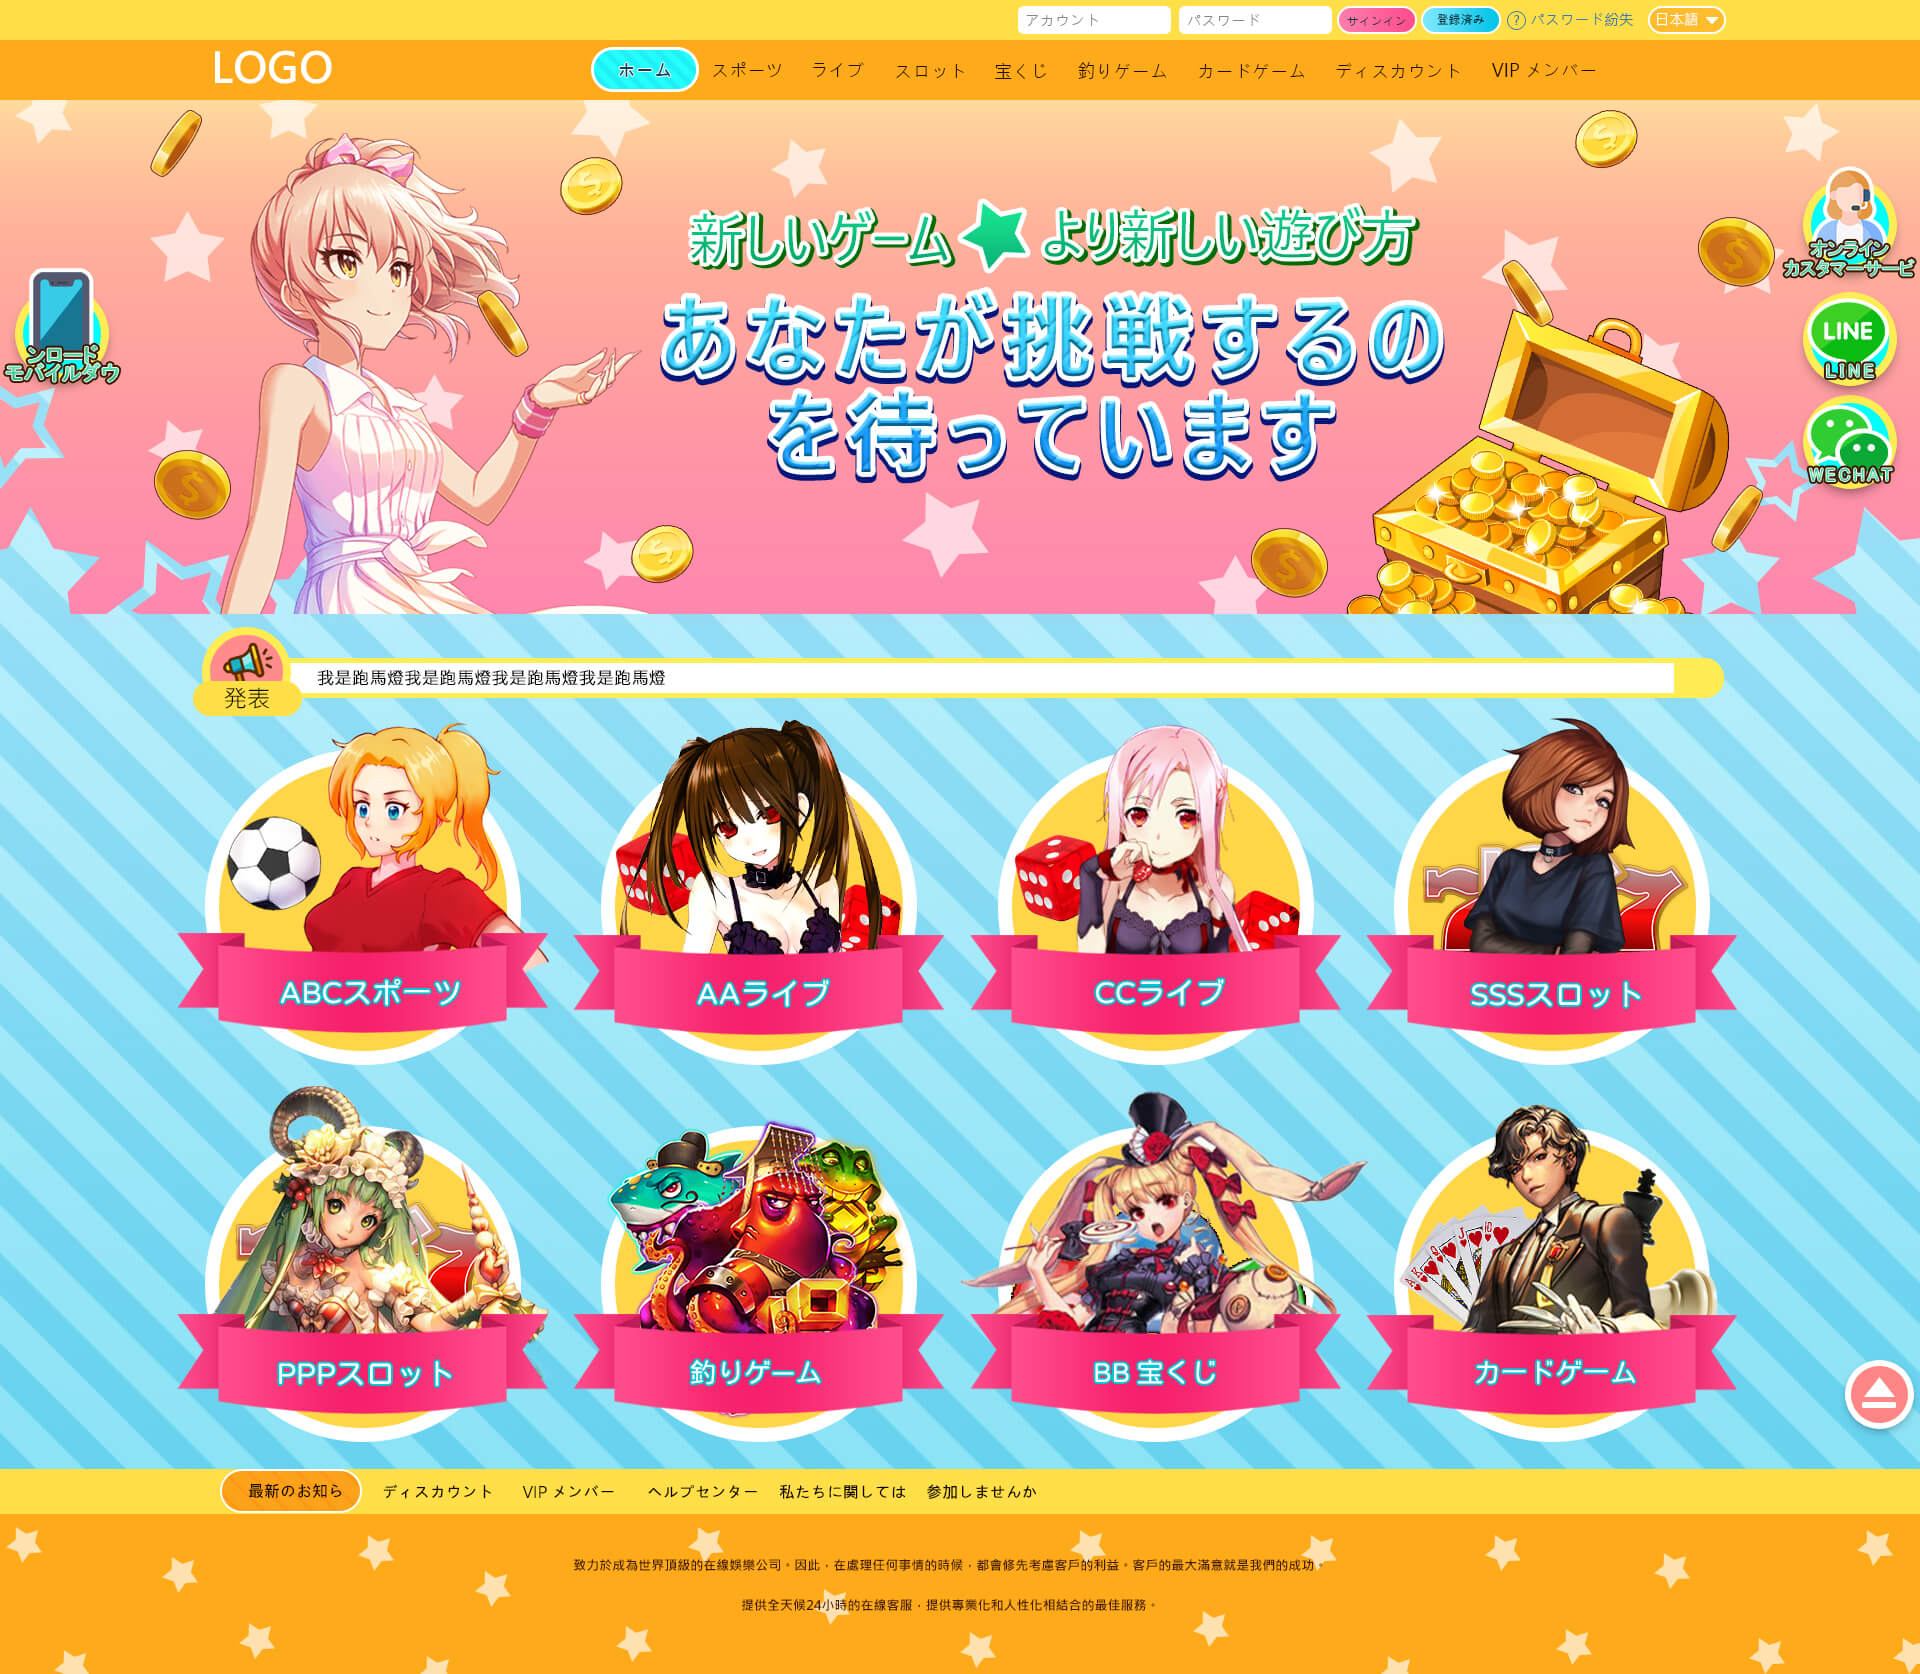 アカウント
パスワード
サインイン
登録済み
? パスワード紛失
日本語
LOGO
ホーム
スポーツ
ライブ
スロット
宝くじ
釣りゲーム
カードゲーム
ディスカウント
VIP メンバー
新しいゲーム★より新しい遊び方
あなたが挑戦するの
を待っています
ンロード
モバイルダウ
オンライン
カスタマーサービ
LINE
LINE
WECHAT
発表
我是跑馬燈我是跑馬燈我是跑馬燈我是跑馬燈
ABCスポーツ
AAライブ
CCライブ
SSSスロット
PPPスロット
釣りゲーム
BB 宝くじ
カードゲーム
最新のお知ら
ディスカウント
VIP メンバー
ヘルプセンター
私たちに関しては
参加しませんか
致力於成為世界頂級的在線娛樂公司。因此，在處理任何事情的時候，都會修先考慮客戶的利益。客戶的最大滿意就是我們的成功。
提供全天候24小時的在線客服，提供專業化和人性化相結合的最佳服務。